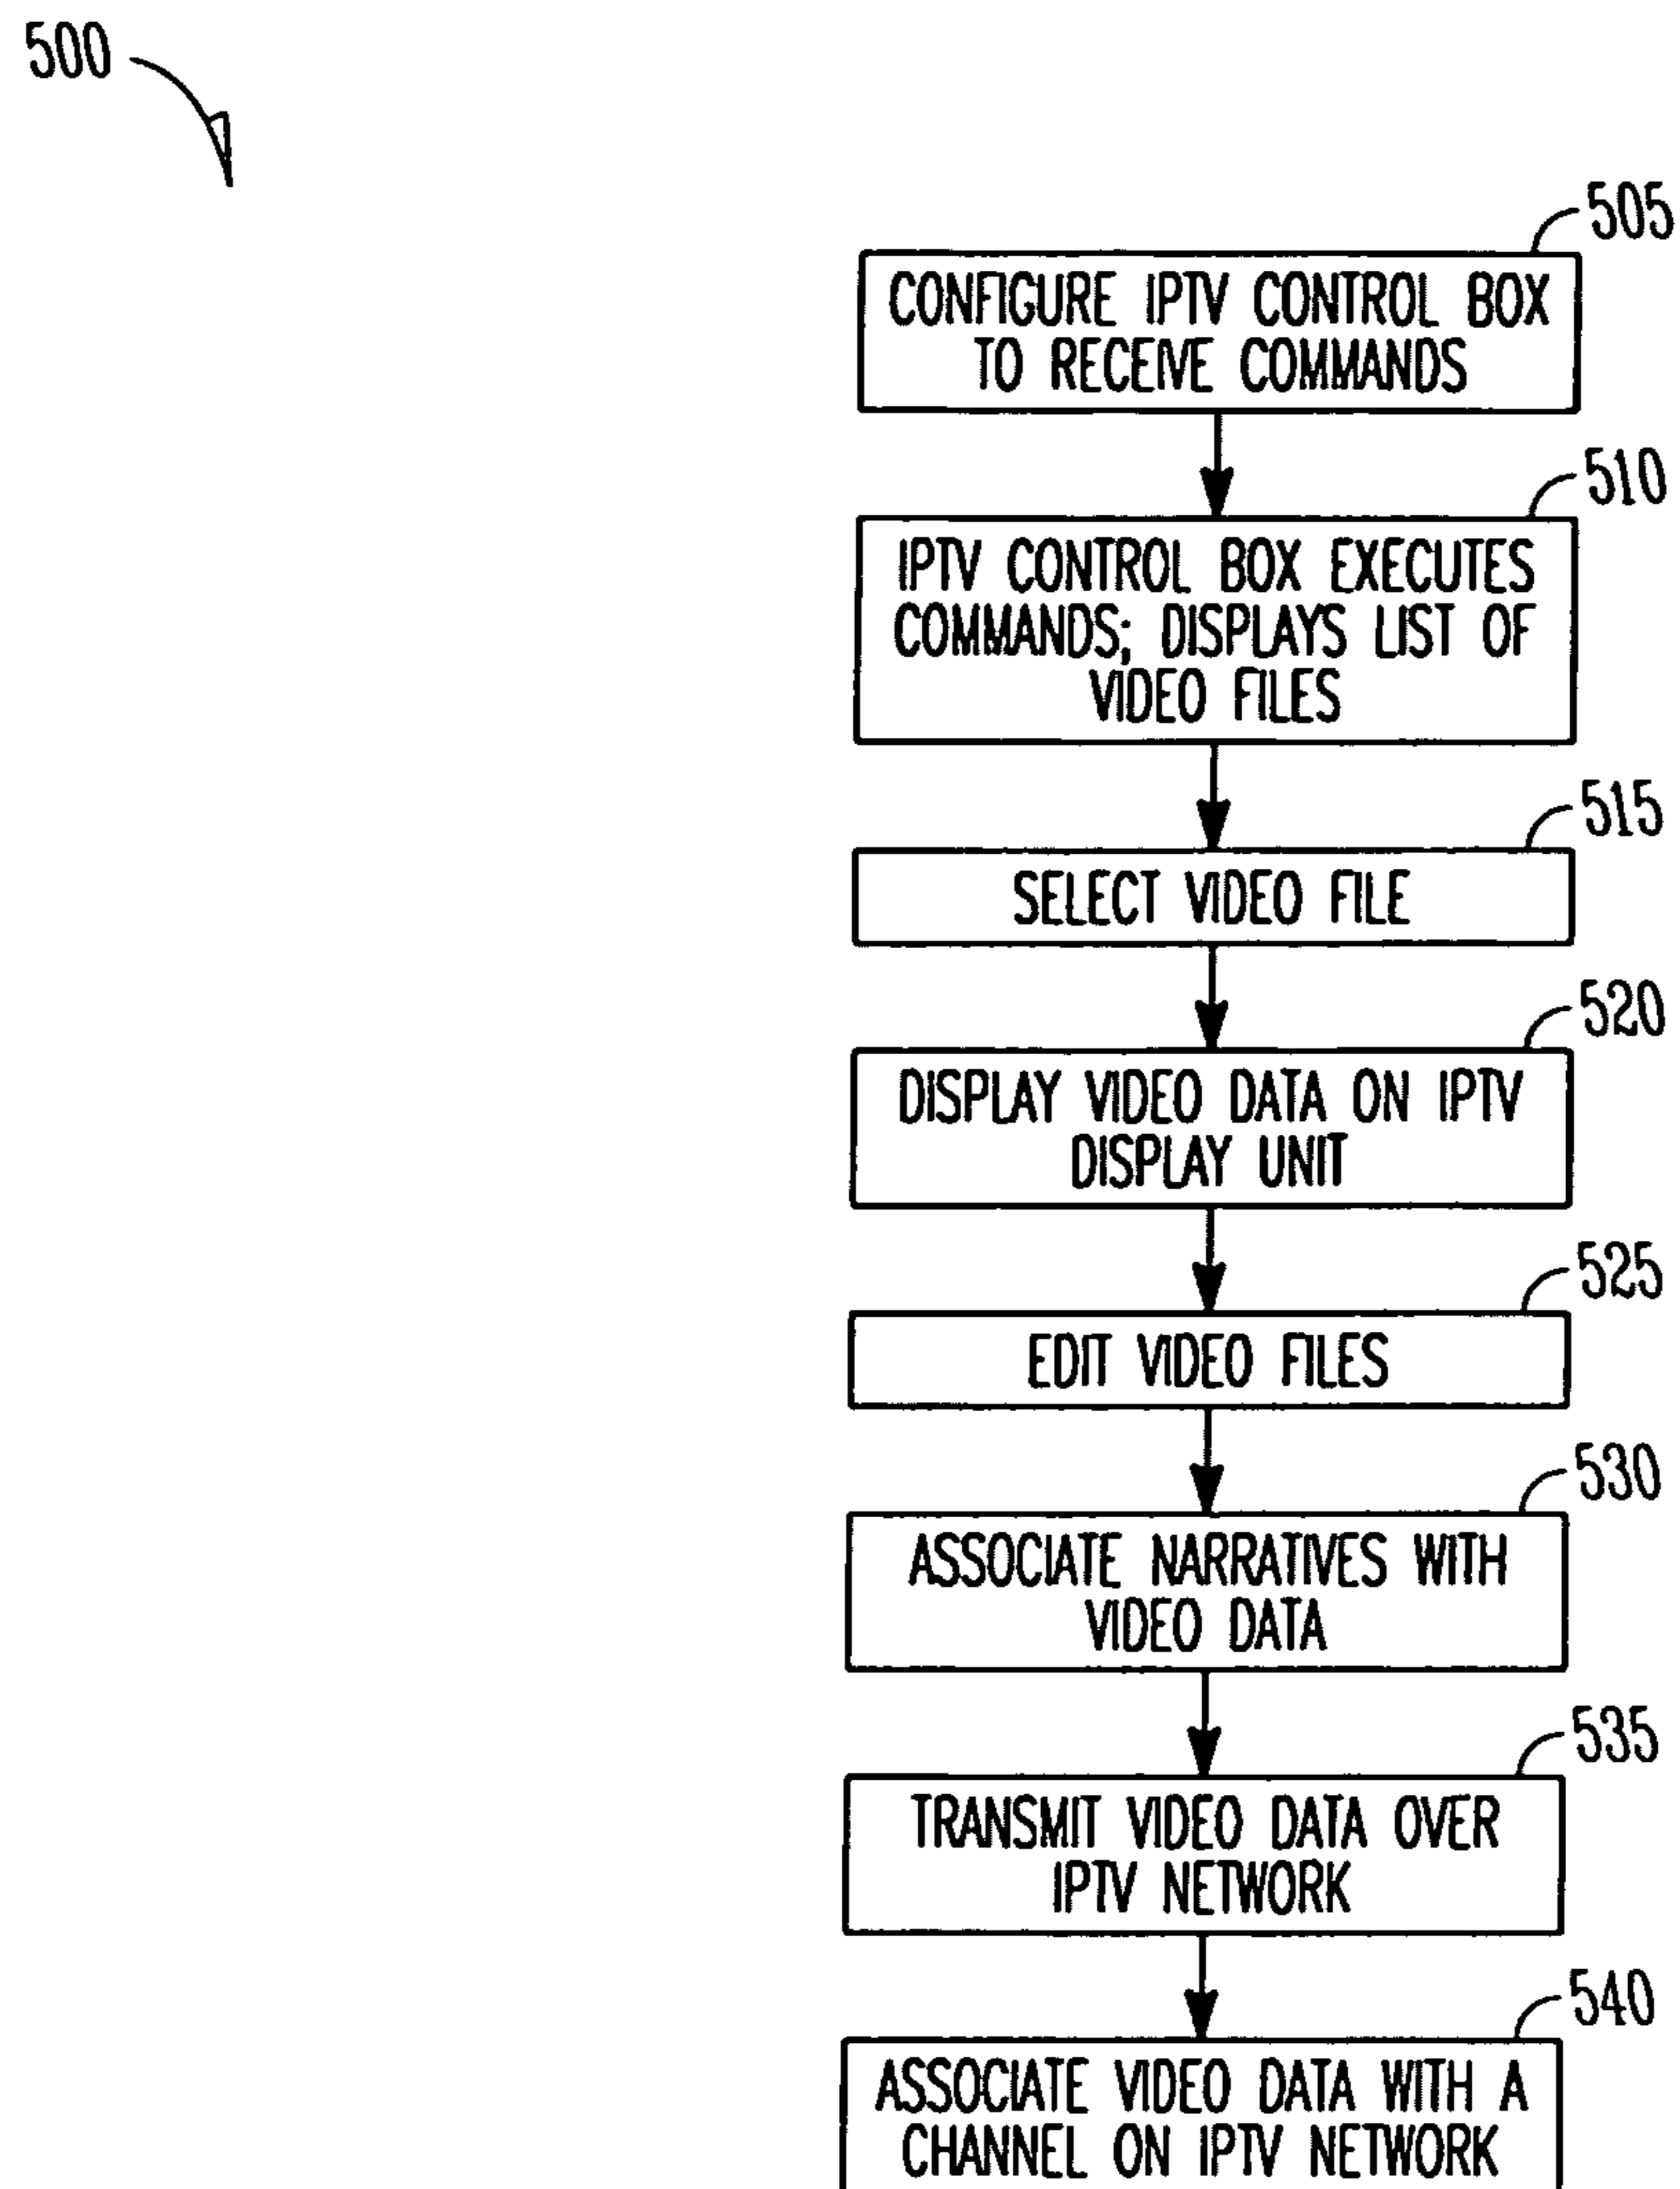 500
505
CONFIGURE IPTV CONTROL BOX
TO RECEIVE COMMANDS
510
IPTV CONTROL BOX EXECUTES
COMMANDS; DISPLAYS LIST OF
VIDEO FILES
515
SELECT VIDEO FILE
520
DISPLAY VIDEO DATA ON IPTV
DISPLAY UNIT
525
EDIT VIDEO FILES
530
ASSOCIATE NARRATIVES WITH
VIDEO DATA
535
TRANSMIT VIDEO DATA OVER
IPTV NETWORK
540
ASSOCIATE VIDEO DATA WITH A
CHANNEL ON IPTV NETWORK